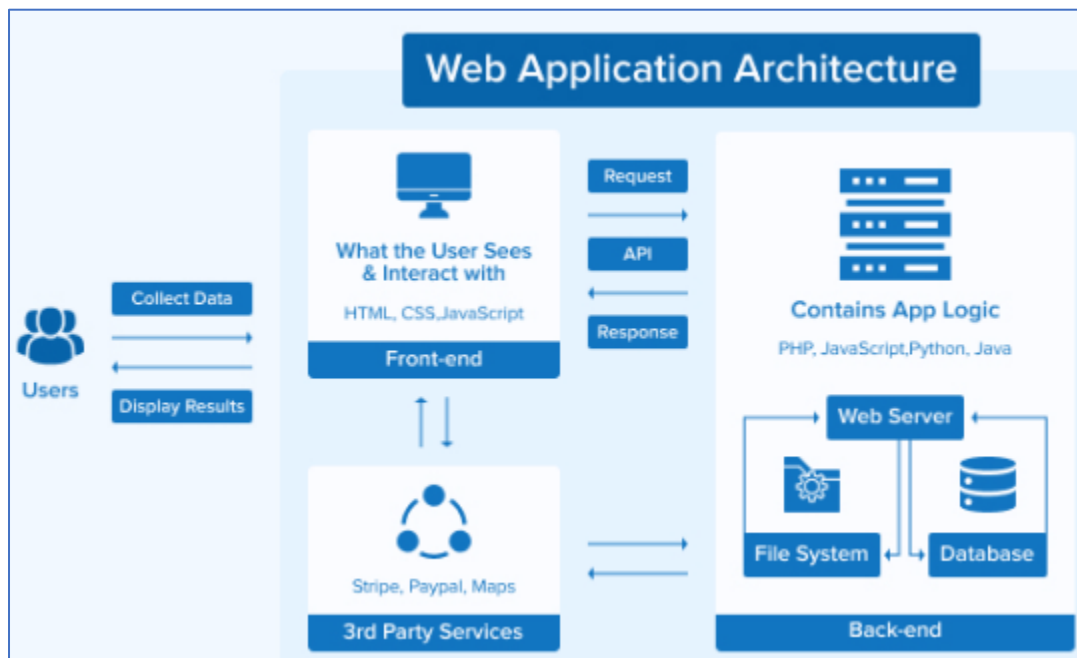 Web Application Architecture
Users
Collect Data
Display Results
What the User Sees
& Interact with
HTML, CSS,JavaScript
Front-end
Request
API
Response
Contains App Logic
PHP, JavaScript,Python, Java
Web Server
File System
Database
Back-end
Stripe, Paypal, Maps
3rd Party Services